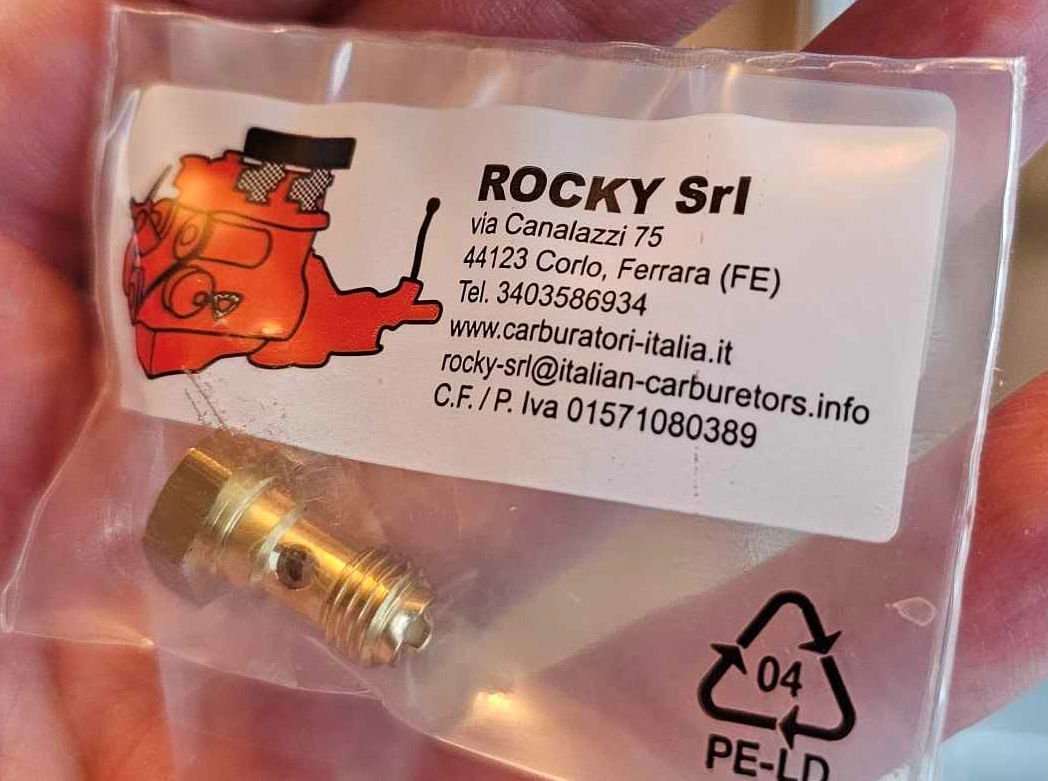 ROCKY Srl
via Canalazzi 75
44123 Corlo, Ferrara (FE)
Tel. 3403586934
www.carburatori-italia.it
rocky-srl@italian-carburetors.info
C.F. / P. Iva 01571080389
04
PE-LD